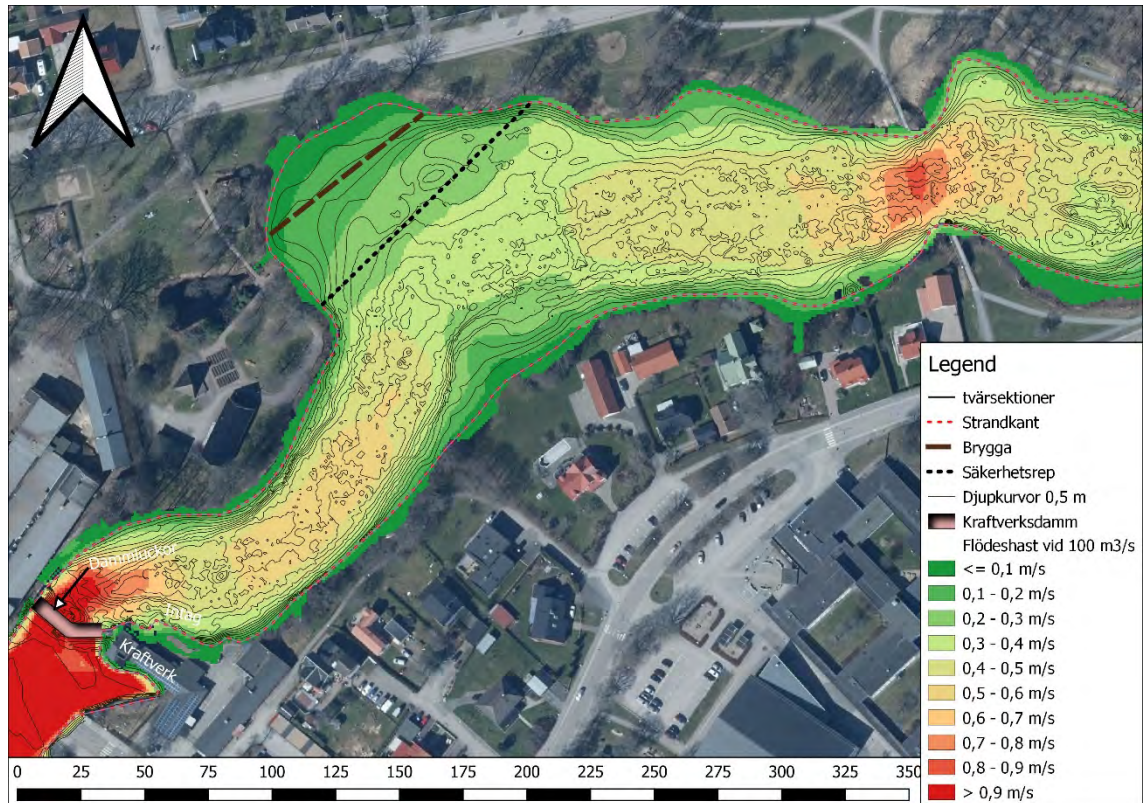 Dammluckor
Intag
Kraftverk
Legend
tvärsektioner
Strandkant
Brygga
Säkerhetsrep
Djupkurvor 0,5 m
Kraftverksdamm
Flödeshast vid 100 m3/s
<= 0,1 m/s
0,1 - 0,2 m/s
0,2 - 0,3 m/s
0,3 - 0,4 m/s
0,4 - 0,5 m/s
0,5 - 0,6 m/s
0,6 - 0,7 m/s
0,7 - 0,8 m/s
0,8 - 0,9 m/s
> 0,9 m/s
0 25 50 75 100 125 150 175 200 225 250 275 300 325 350